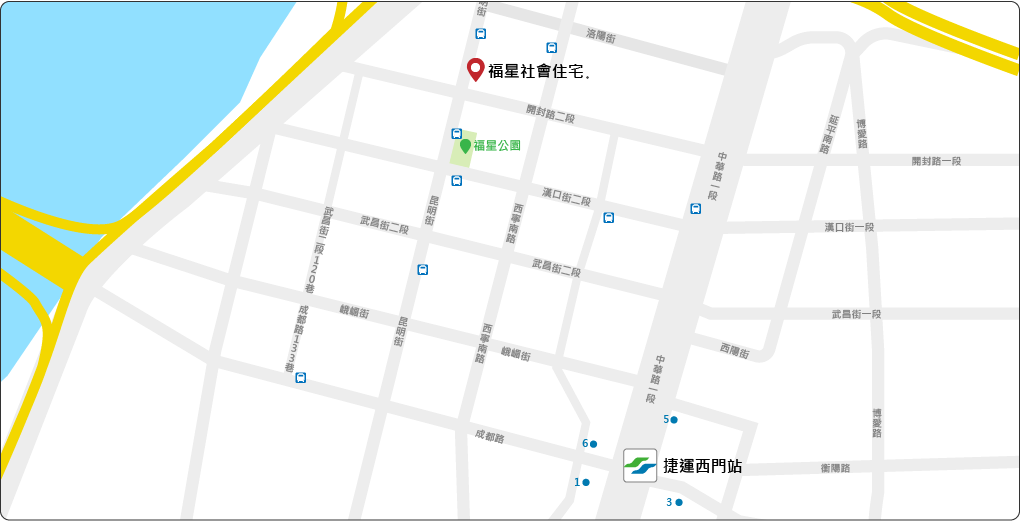 明街
洛陽街
福星社會住宅.
開封路二段
福星公園
延平南路
博愛路
中華路一段
開封路一段
漢口街二段
昆明街
西寧南路
武昌街二段120巷
武昌街二段
漢口街一段
武昌街二段
成都路133巷
峨嵋街
昆明街
西寧南路
峨嵋街
武昌街一段
西陽街
中華路一段
博愛路
5
成都路
6
捷運西門站
衡陽路
1
3